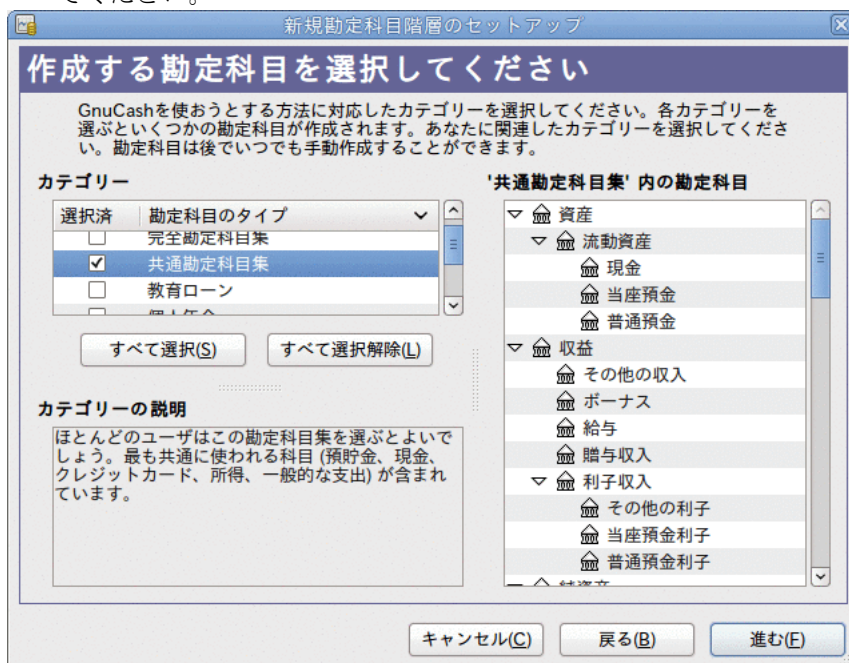 てください。
新規勘定科目階層のセットアップ
作成する勘定科目を選択してください
GnuCashを使おうとする方法に対応したカテゴリーを選択してください。各カテゴリーを
選ぶといくつかの勘定科目が作成されます。あなたに関連したカテゴリーを選択してくださ
い。勘定科目は後でいつでも手動作成することができます。
カテゴリー
選択済 勘定科目のタイプ
完全勘定科目集
共通勘定科目集
教育ローン
個人年金
すべて選択(S) すべて選択解除(L)
カテゴリーの説明
ほとんどのユーザはこの勘定科目集を選ぶとよいで
しょう。最も共通に使われる科目 (預貯金、現金、
クレジットカード、所得、一般的な支出) が含まれ
ています。
'共通勘定科目集' 内の勘定科目
資産
流動資産
現金
当座預金
普通預金
収益
その他の収入
ボーナス
給与
贈与収入
利子収入
その他の利子
当座預金利子
普通預金利子
純資産
キャンセル(C) 戻る(B) 進む(F)